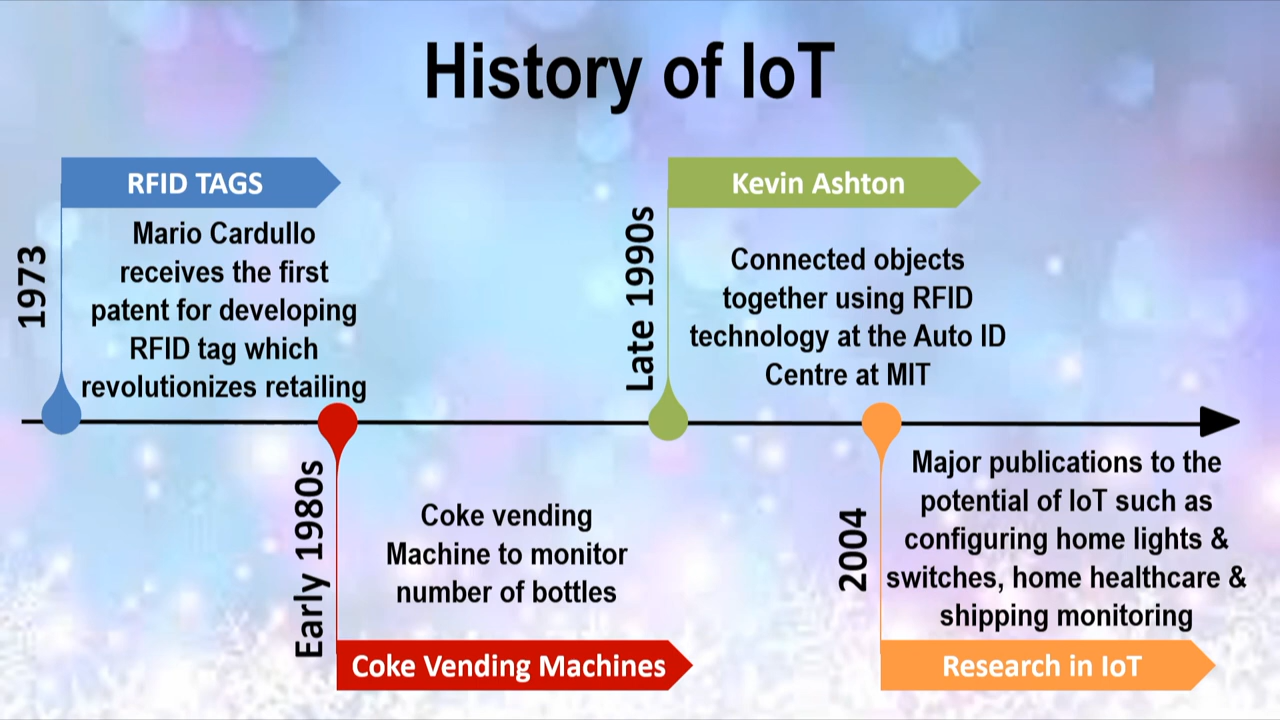 History of IoT
RFID TAGS
1973
Mario Cardullo
receives the first
patent for developing
RFID tag which
revolutionizes retailing
Early 1980s
Coke vending
Machine to monitor
number of bottles
Coke Vending Machines
Kevin Ashton
Late 1990s
Connected objects
together using RFID
technology at the Auto ID
Centre at MIT
2004
Major publications to the
potential of IoT such as
configuring home lights &
switches, home healthcare &
shipping monitoring
Research in IoT